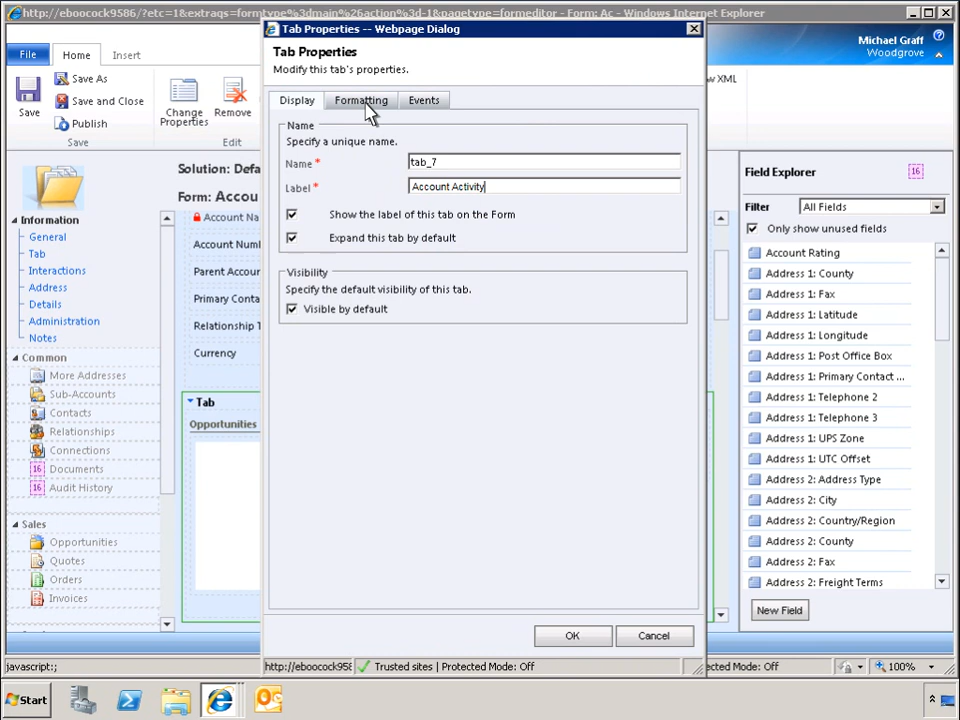 http://eboocock9586/?etc=1&extraqs=formtype%3dmain%26action%3d-1&pagetype=formeditor - Form: Ac - Windows Internet Explorer
File
Home
Insert
Michael Graff
Woodgrove
Save
Save As
Save and Close
Publish
Save
Change Properties
Remove
Edit
w XML
Tab Properties -- Webpage Dialog
Tab Properties
Modify this tab's properties.
Display
Formatting
Events
Name
Specify a unique name.
Name *
tab_7
Label *
Account Activity
Show the label of this tab on the Form
Expand this tab by default
Visibility
Specify the default visibility of this tab.
Visible by default
OK
Cancel
http://eboocock958
Trusted sites | Protected Mode: Off
Information
General
Tab
Interactions
Address
Details
Administration
Notes
Common
More Addresses
Sub-Accounts
Contacts
Relationships
Connections
16 Documents
16 Audit History
Sales
Opportunities
Quotes
Orders
Invoices
Solution: Defa
Form: Accou
Account Na
Account Numb
Parent Accour
Primary Conta
Relationship T
Currency
Tab
Opportunities
Field Explorer
16
Filter
All Fields
Only show unused fields
Account Rating
Address 1: County
Address 1: Fax
Address 1: Latitude
Address 1: Longitude
Address 1: Post Office Box
Address 1: Primary Contact ...
Address 1: Telephone 2
Address 1: Telephone 3
Address 1: UPS Zone
Address 1: UTC Offset
Address 2: Address Type
Address 2: City
Address 2: Country/Region
Address 2: County
Address 2: Fax
Address 2: Freight Terms
New Field
javascript:;
ected Mode: Off
100%
Start